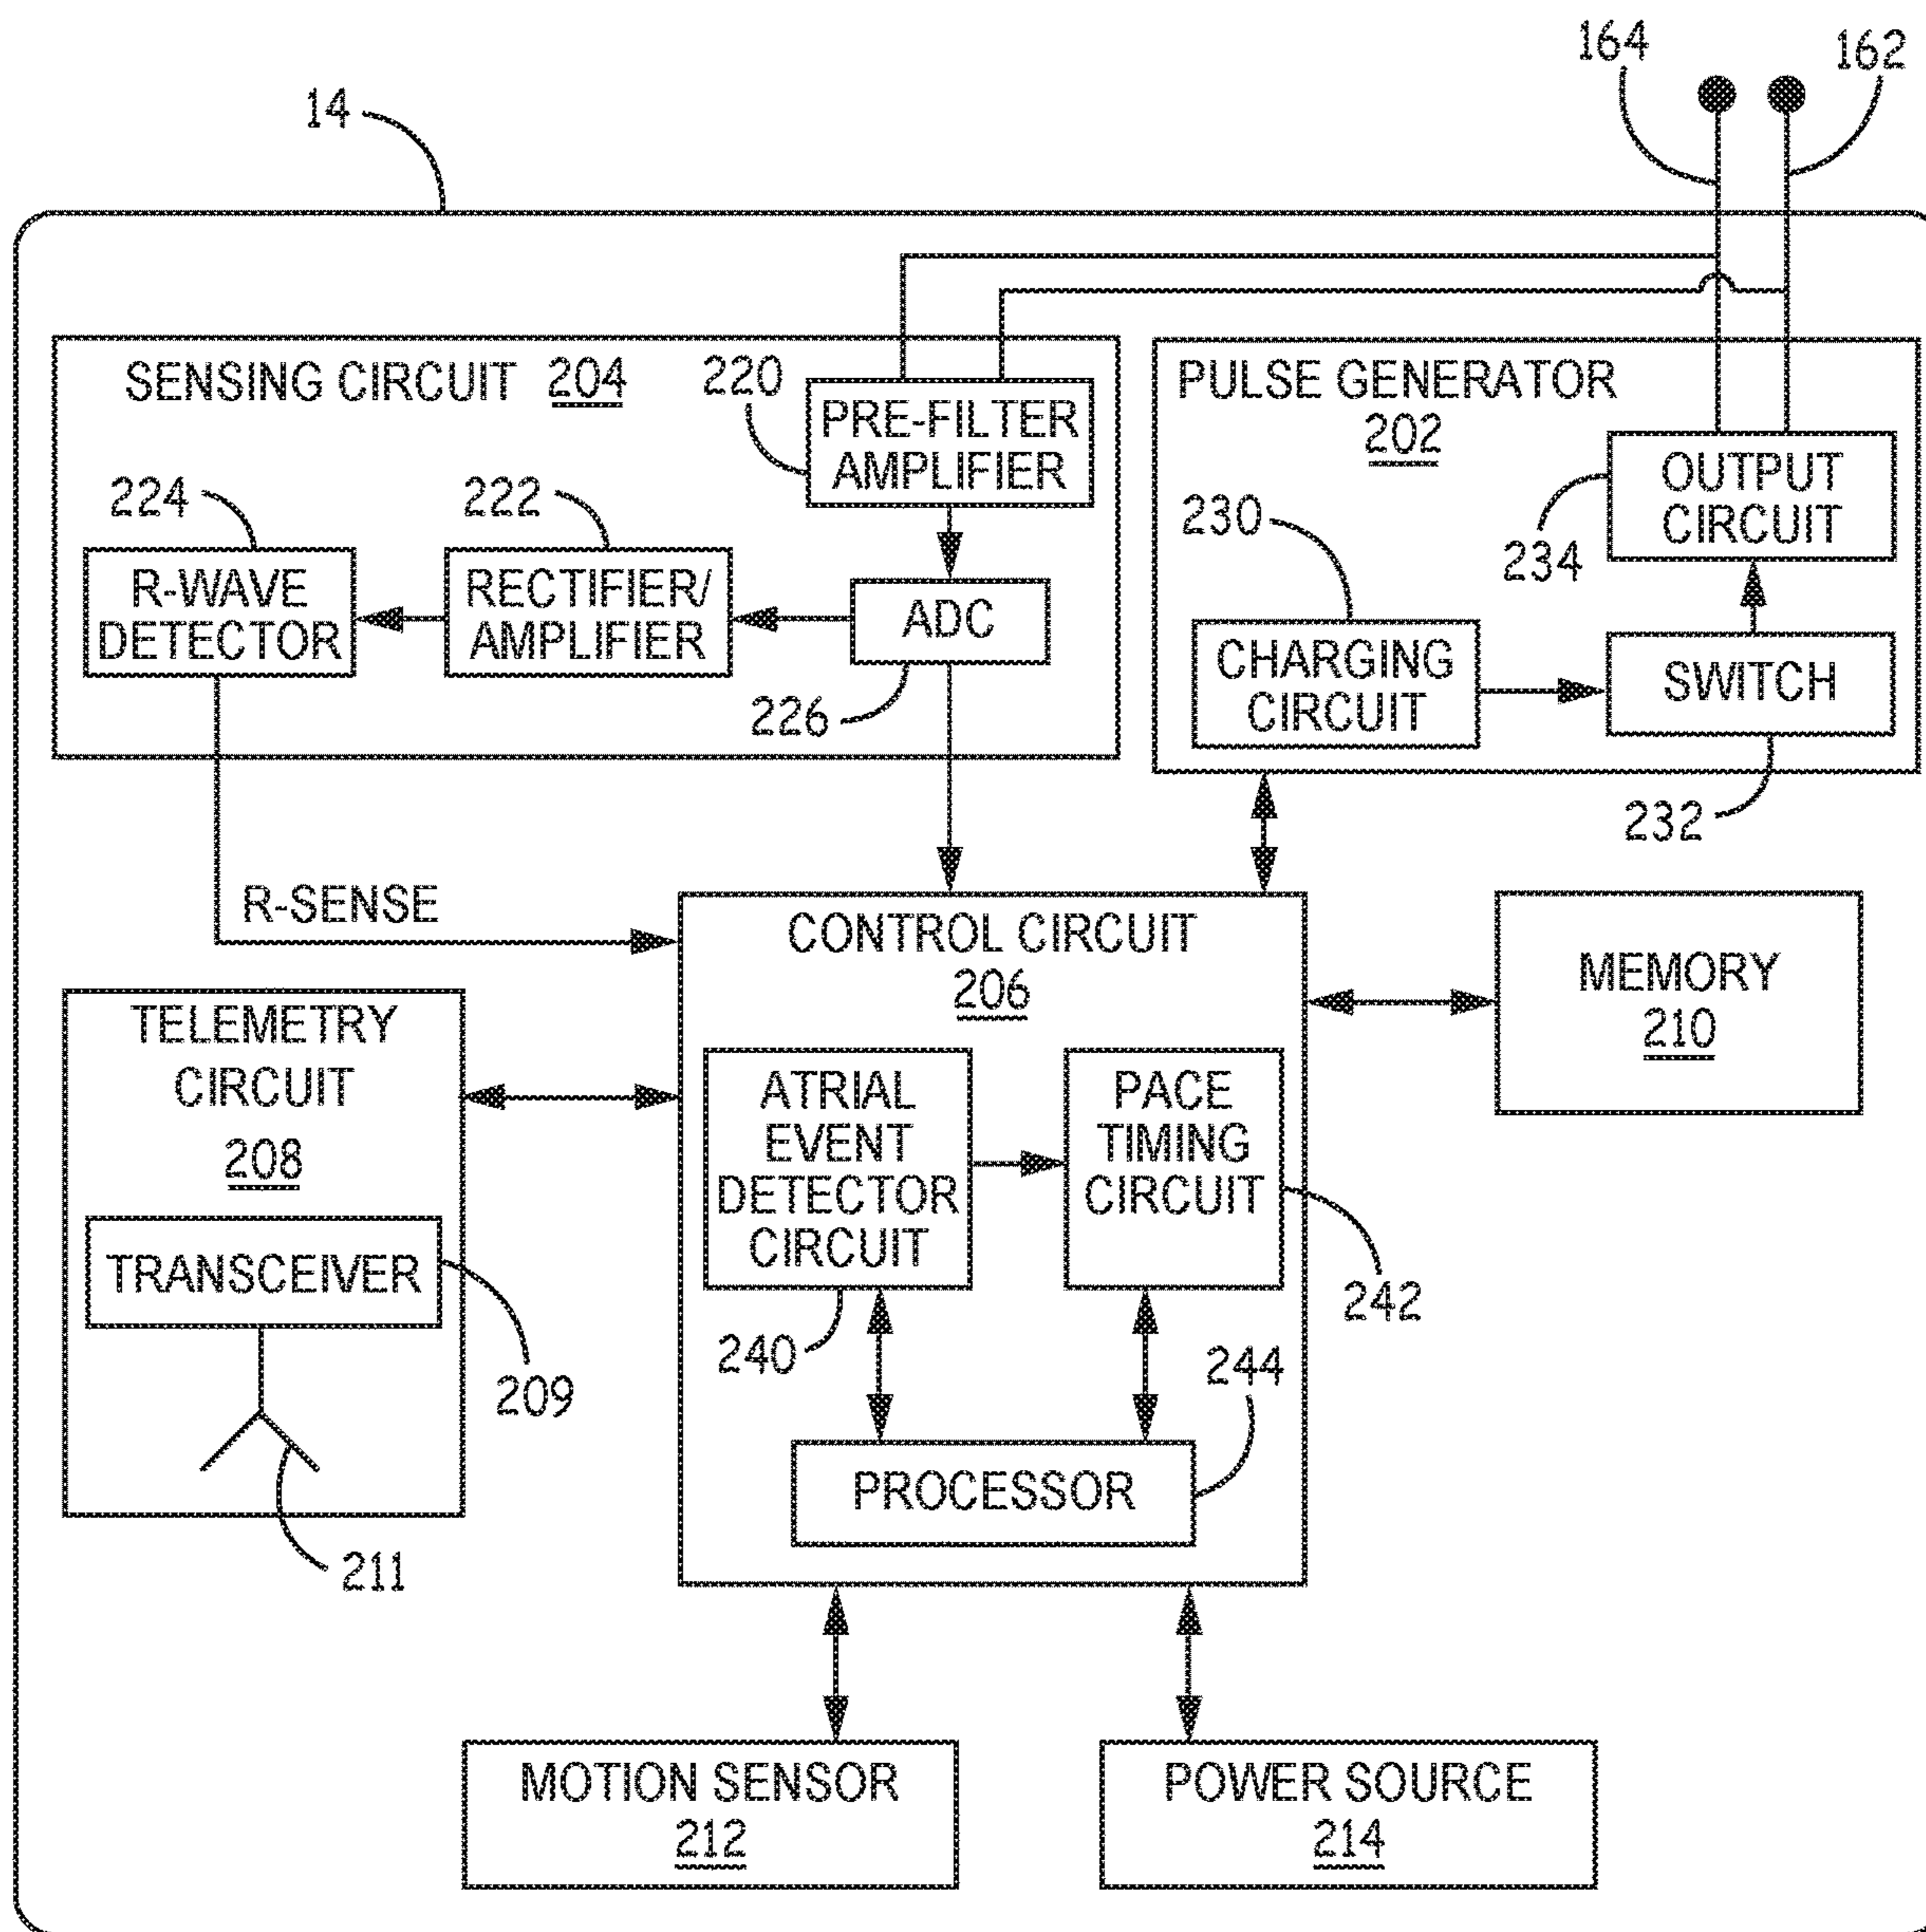 164
162
14
SENSING CIRCUIT 204
220
PRE-FILTER
AMPLIFIER
224
222
R-WAVE
DETECTOR
RECTIFIER/
AMPLIFIER
ADC
226
PULSE GENERATOR
202
230
OUTPUT
CIRCUIT
234
CHARGING
CIRCUIT
SWITCH
232
R-SENSE
CONTROL CIRCUIT
206
MEMORY
210
TELEMETRY
CIRCUIT
208
TRANSCEIVER
209
211
ATRIAL
EVENT
DETECTOR
CIRCUIT
PACE
TIMING
CIRCUIT
242
240
244
PROCESSOR
MOTION SENSOR
212
POWER SOURCE
214